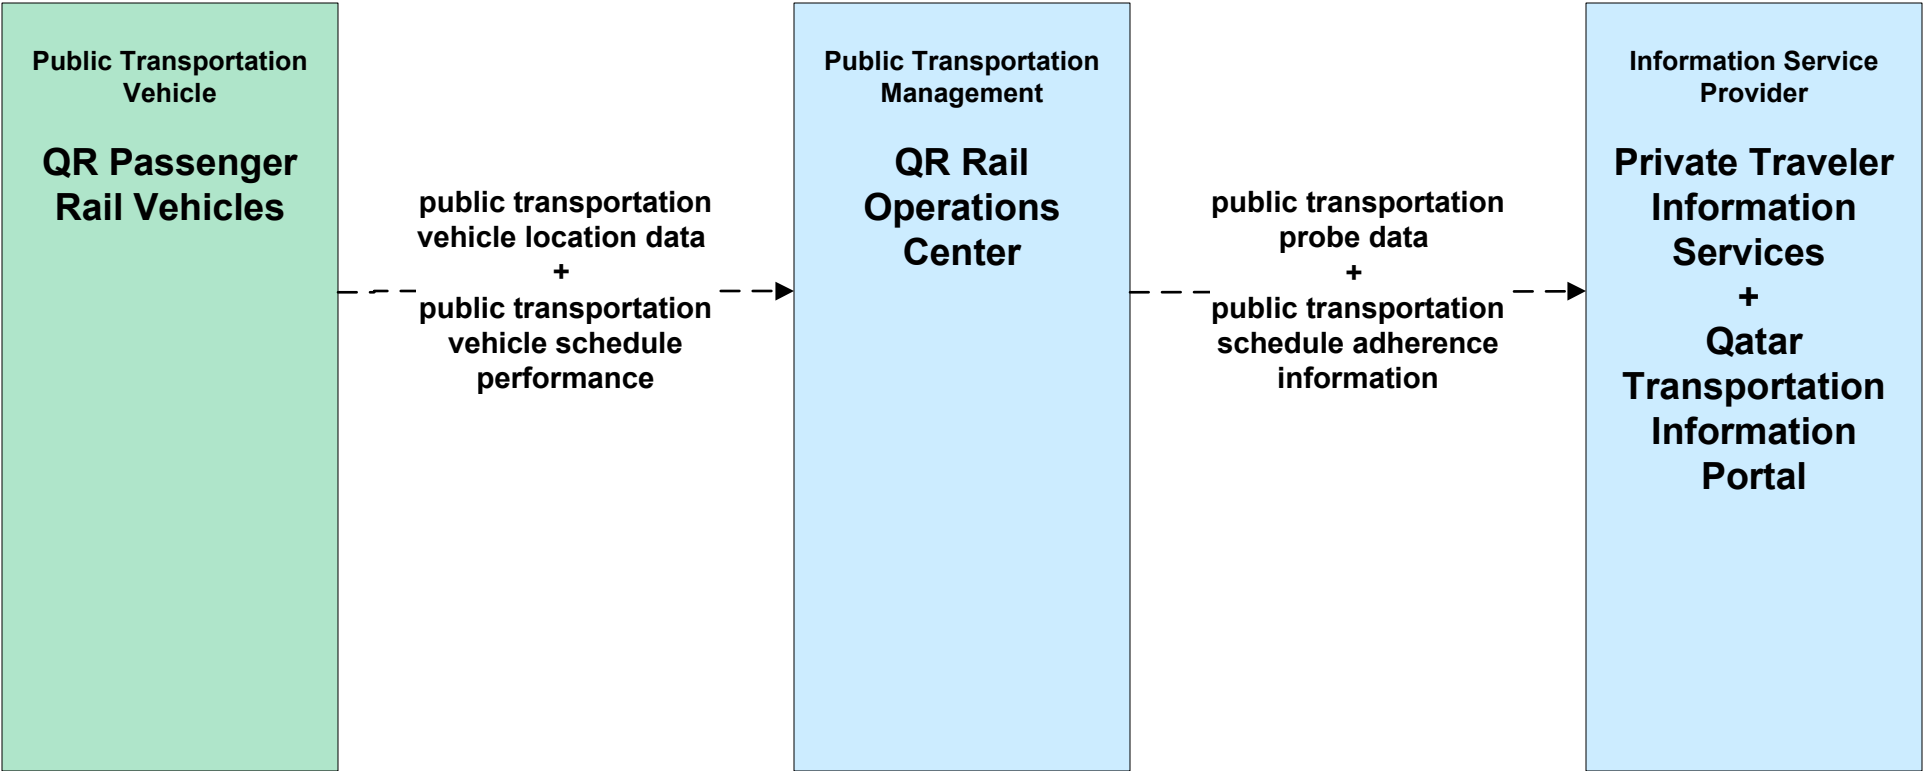 Public Transportation
Vehicle
QR Passenger
Rail Vehicles
public transportation
vehicle location data
+
public transportation
vehicle schedule
performance
Public Transportation
Management
QR Rail
Operations
Center
public transportation
probe data
+
public transportation
schedule adherence
information
Information Service
Provider
Private Traveler
Information
Services
+
Qatar
Transportation
Information
Portal